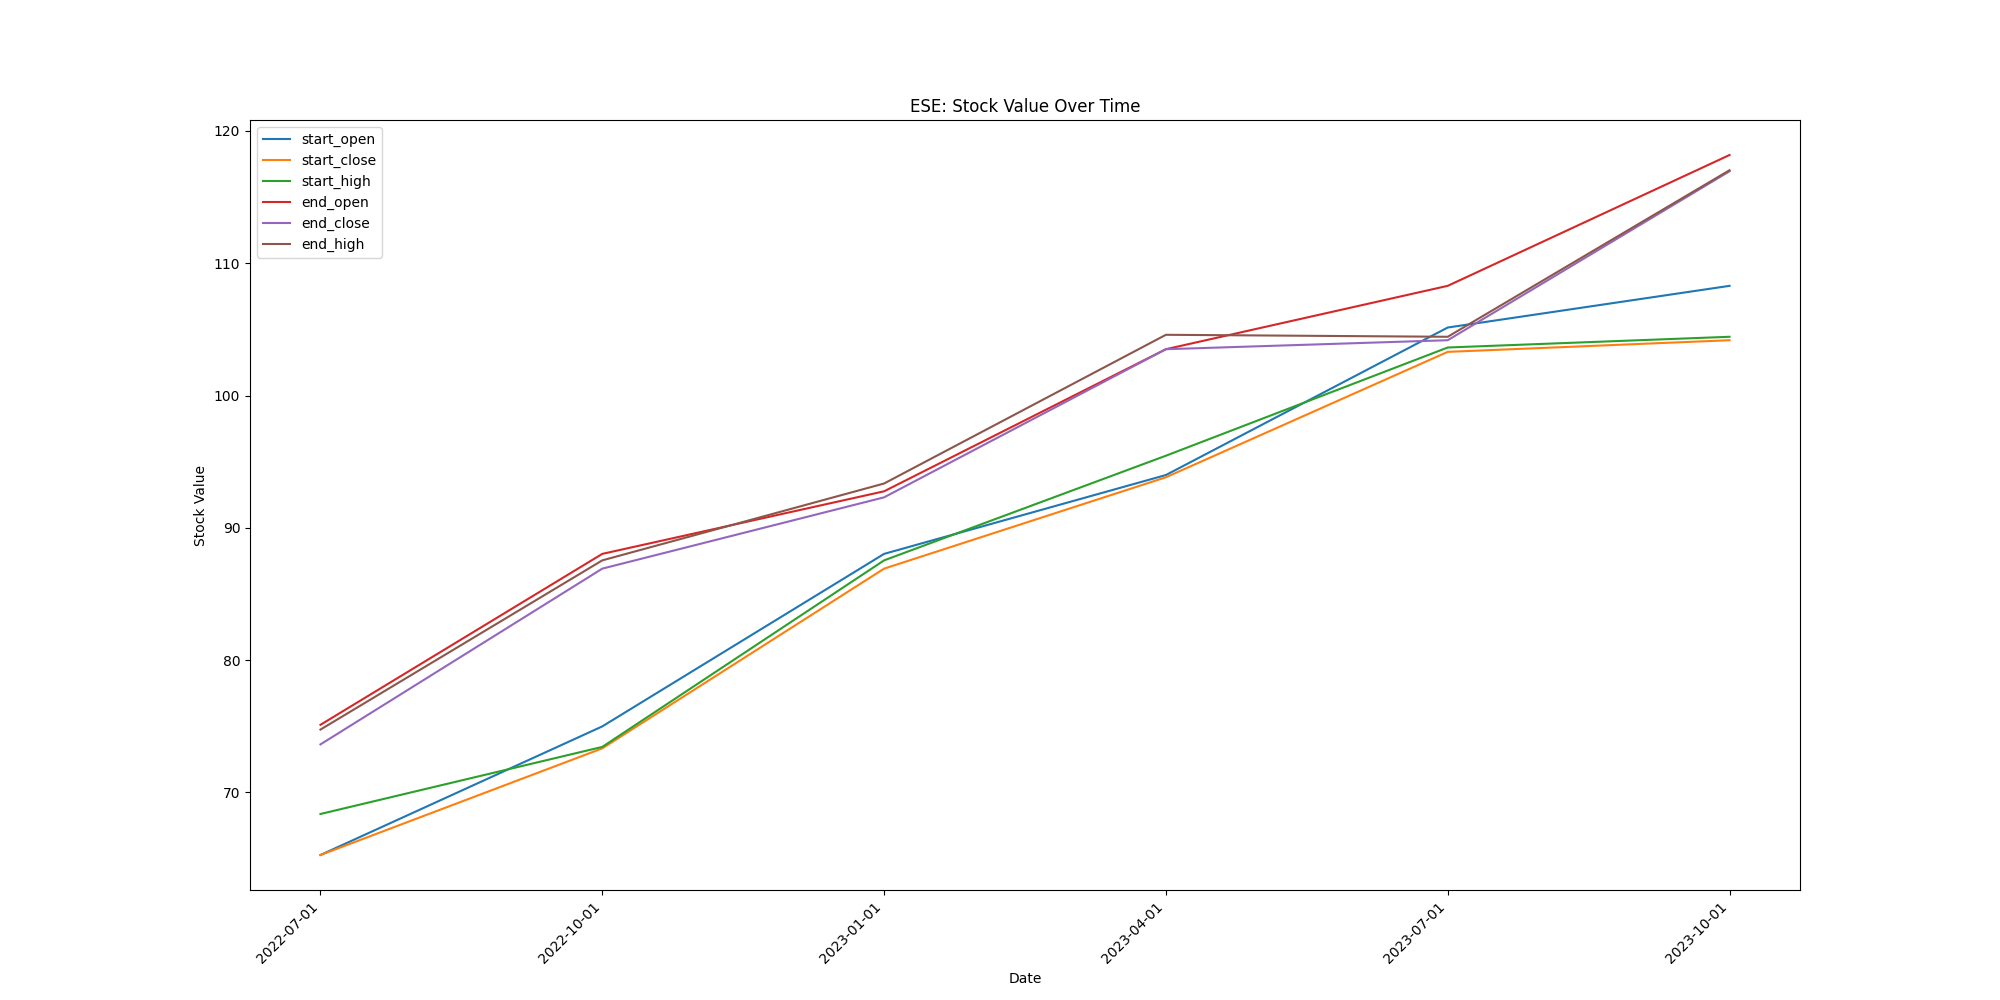 ESE: Stock Value Over Time
120
110
100
90
80
70
Stock Value
start_open
start_close
start_high
end_open
end_close
end_high
2022-07-01
2022-10-01
2023-01-01
2023-04-01
2023-07-01
2023-10-01
Date